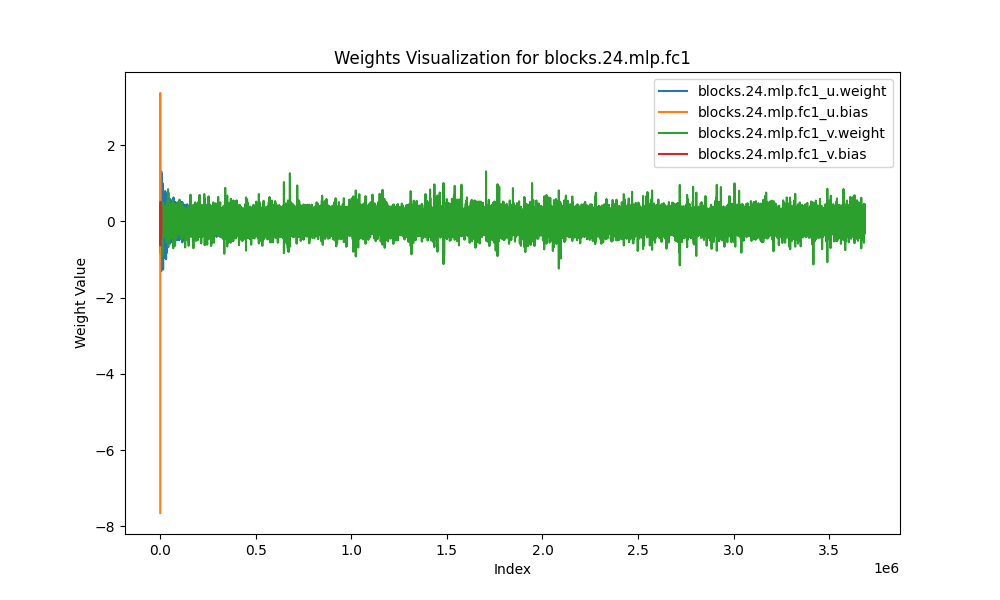 Weights Visualization for blocks.24.mlp.fc1
blocks.24.mlp.fc1_u.weight
blocks.24.mlp.fc1_u.bias
blocks.24.mlp.fc1_v.weight
blocks.24.mlp.fc1_v.bias
Weight Value
2
0
−2
−4
−6
−8
0.0 0.5 1.0 1.5 2.0 2.5 3.0 3.5
1e6
Index